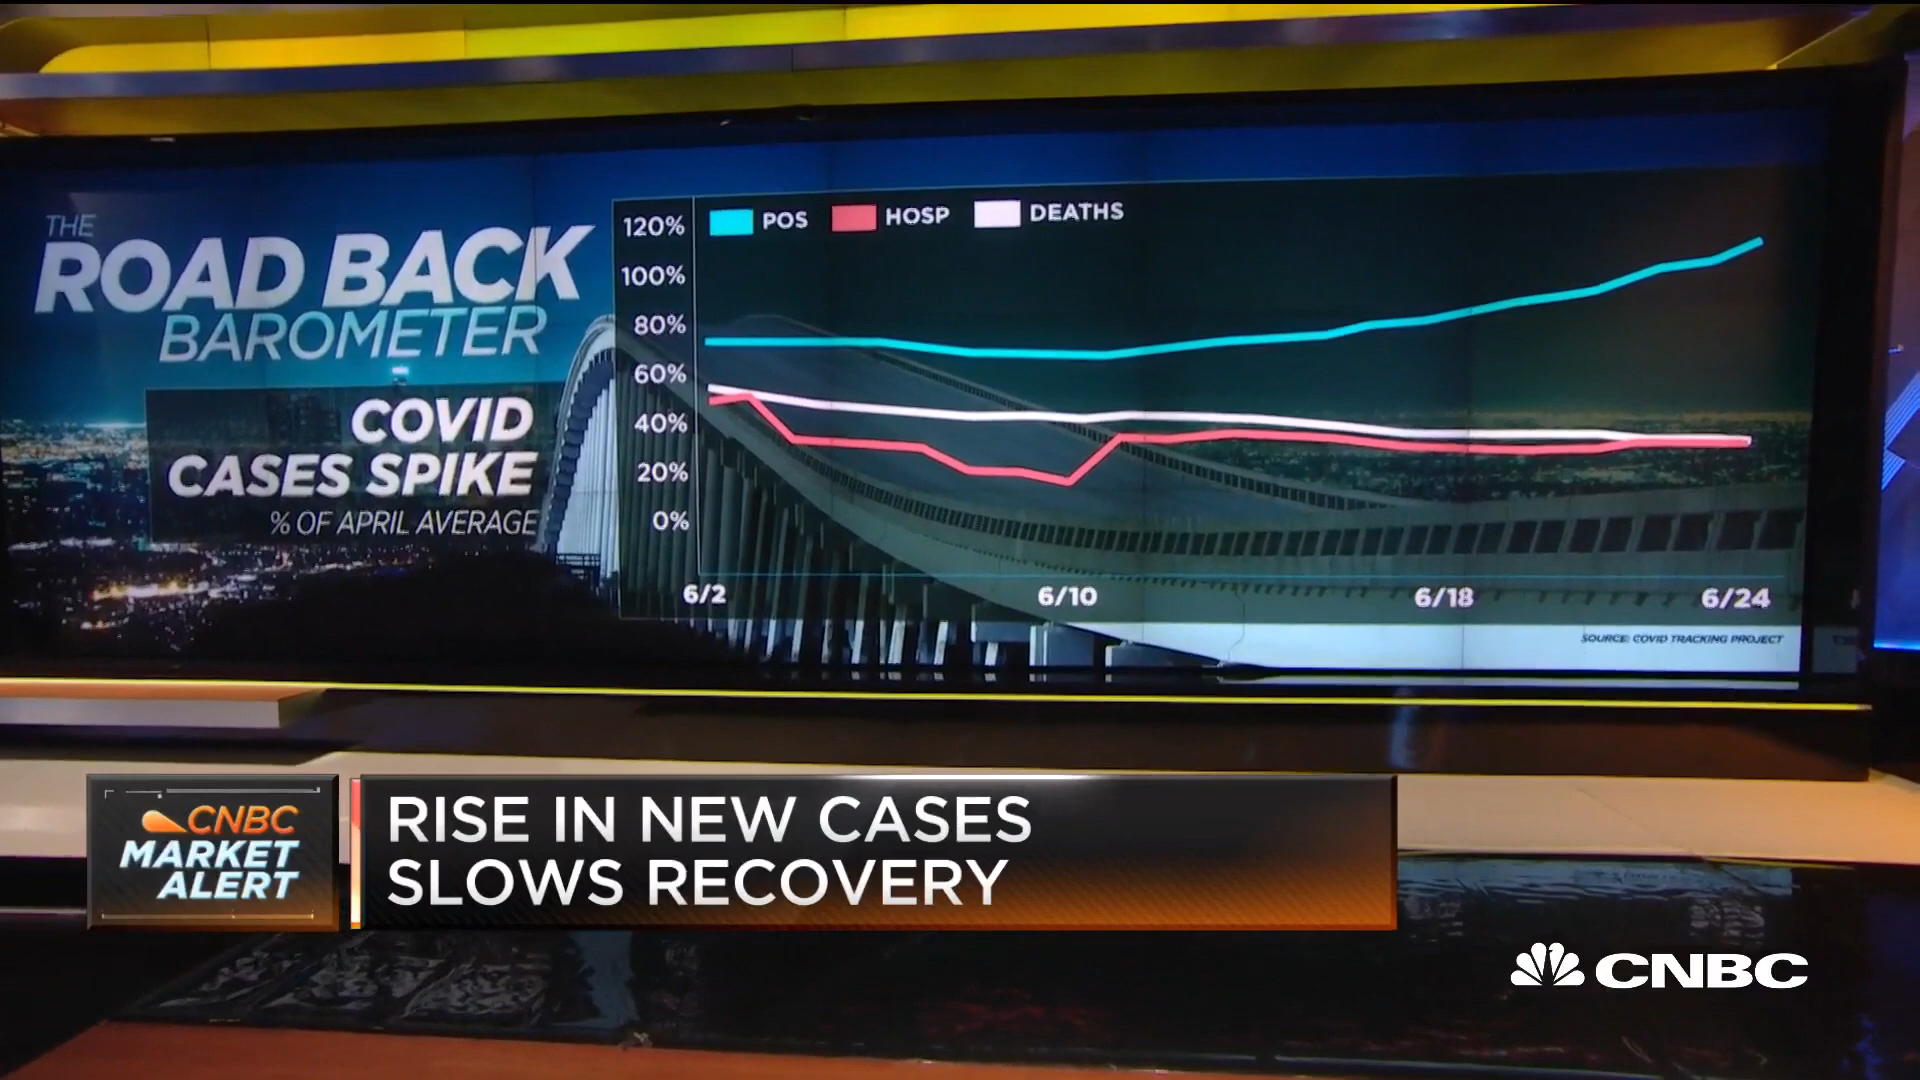 THE
ROAD BACK
BAROMETER
COVID
CASES SPIKE
% OF APRIL AVERAGE
POS HOSP DEATHS
120%
100%
80%
60%
40%
20%
0%
6/2 6/10 6/18 6/24
SOURCE: COVID TRACKING PROJECT
CNBC
MARKET
ALERT
RISE IN NEW CASES
SLOWS RECOVERY
CNBC